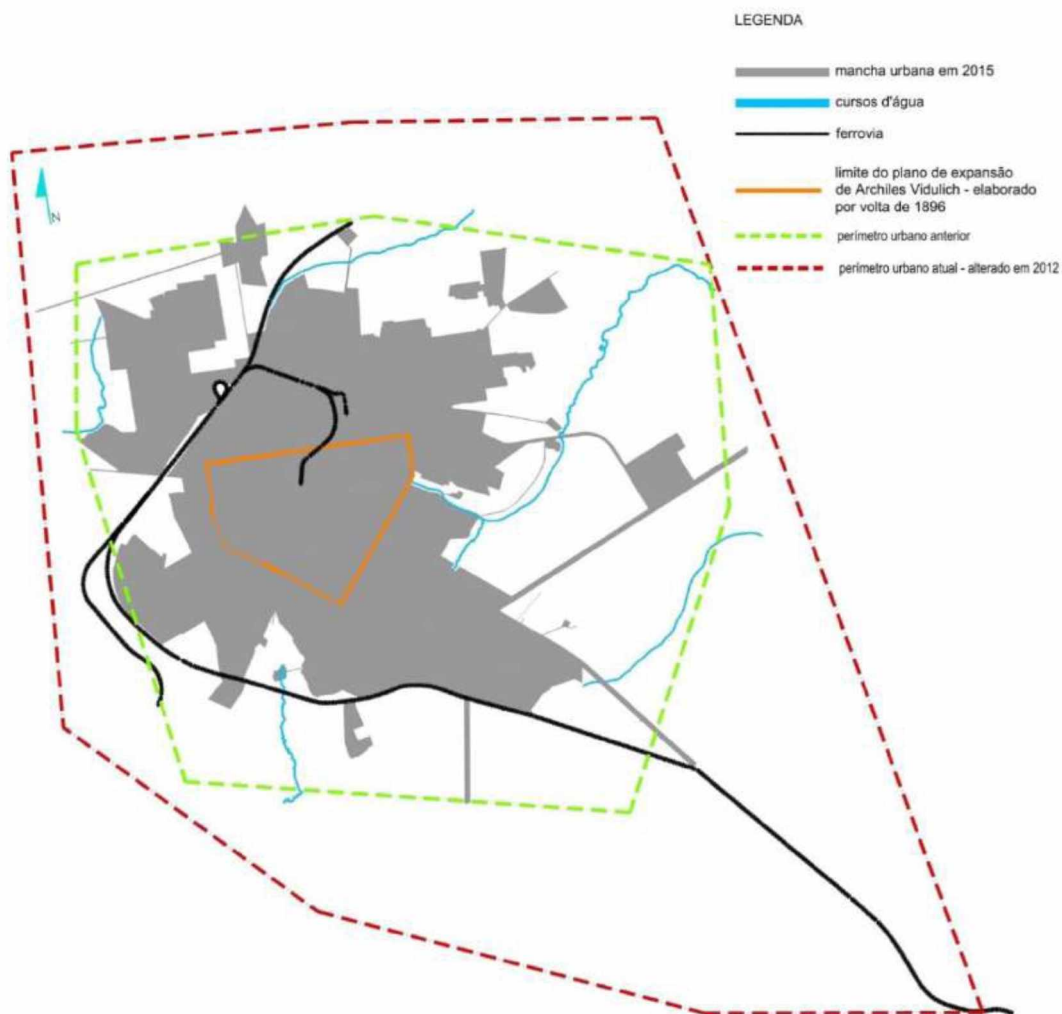 LEGENDA
mancha urbana em 2015
cursos d'água
ferrovia
limite do plano de expansão
de Archiles Vidulich - elaborado
por volta de 1896
perímetro urbano anterior
perímetro urbano atual - alterado em 2012
N